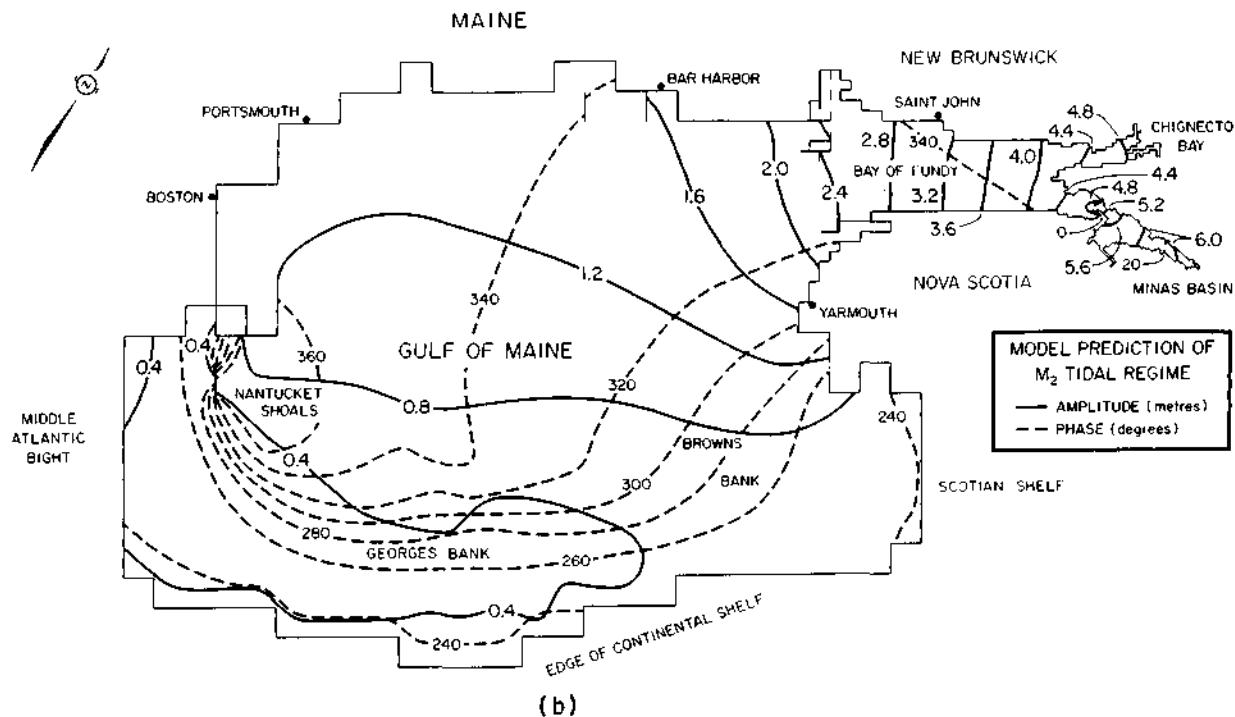 MAINE
NEW BRUNSWICK
N
PORTSMOUTH
BAR HARBOR
SAINT JOHN
4.8
4.4
CHIGNECTO
BAY
BOSTON
2.0
2.8
340
4.0
BAY OF FUNDY
1.6
2.4
3.2
4.4
4.8
5.2
3.6
0
6.0
5.6
20
MINAS BASIN
NOVA SCOTIA
1.2
340
YARMOUTH
0.4
0.4
360
GULF OF MAINE
320
NANTUCKET
SHOALS
0.8
240
MODEL PREDICTION OF
M₂ TIDAL REGIME
AMPLITUDE (metres)
PHASE (degrees)
MIDDLE
ATLANTIC
BIGHT
0.4
BROWNS
BANK
300
SCOTIAN SHELF
280
GEORGES BANK
260
0.4
240
EDGE OF CONTINENTAL SHELF
(b)